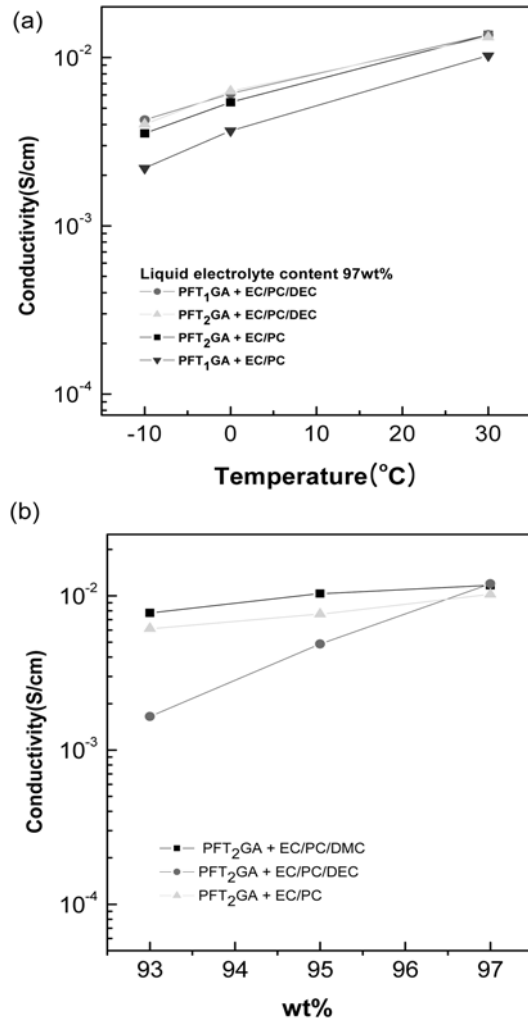 (a)
10⁻²
10⁻³
10⁻⁴
Conductivity(S/cm)
Liquid electrolyte content 97wt%
PFT₁GA + EC/PC/DEC
PFT₂GA + EC/PC/DEC
PFT₂GA + EC/PC
PFT₁GA + EC/PC
-10 0 10 20 30
Temperature(°C)
(b)
10⁻²
10⁻³
10⁻⁴
Conductivity(S/cm)
PFT₂GA + EC/PC/DMC
PFT₂GA + EC/PC/DEC
PFT₂GA + EC/PC
93 94 95 96 97
wt%